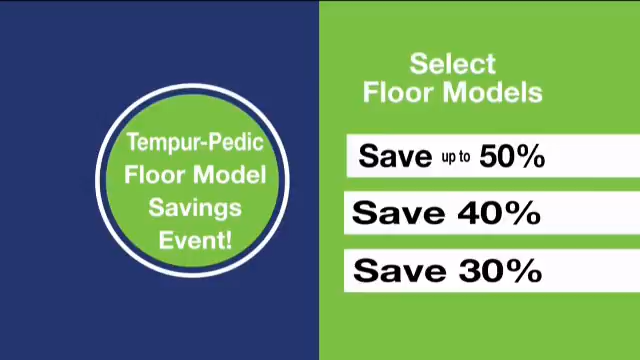 Tempur-Pedic
Floor Model
Savings
Event!
Select
Floor Models
Save up to 50%
Save 40%
Save 30%